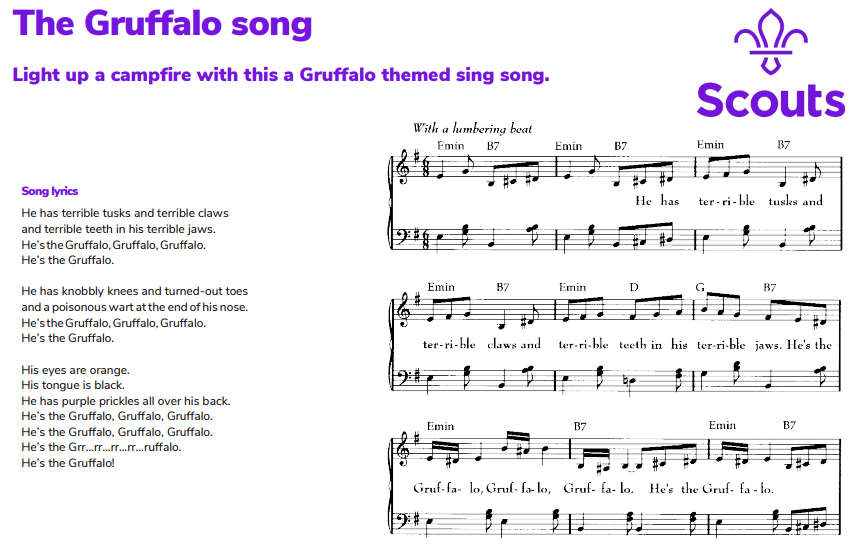 The Gruffalo song
Light up a campfire with this a Gruffalo themed sing song.
Scouts
Song lyrics
He has terrible tusks and terrible claws
and terrible teeth in his terrible jaws.
He's the Gruffalo, Gruffalo, Gruffalo.
He's the Gruffalo.
He has knobbly knees and turned-out toes
and a poisonous wart at the end of his nose.
He's the Gruffalo, Gruffalo, Gruffalo.
He's the Gruffalo.
His eyes are orange.
His tongue is black.
He has purple prickles all over his back.
He's the Gruffalo, Gruffalo, Gruffalo.
He's the Gruffalo, Gruffalo, Gruffalo.
He's the Grr...rr...rr...rr...ruffalo.
He's the Gruffalo!
With a lumbering beat
Emin B7 Emin B7 Emin B7
6 8
He has ter-ri-ble tusks and
6 8
Emin B7 Emin D G B7
ter-ri-ble claws and ter-ri-ble teeth in his ter-ri-ble jaws. He's the
Emin B7 Emin B7
Gruf-fa- lo, Gruf-fa-lo, Gruf- fa-lo. He's the Gruf- fa-lo.